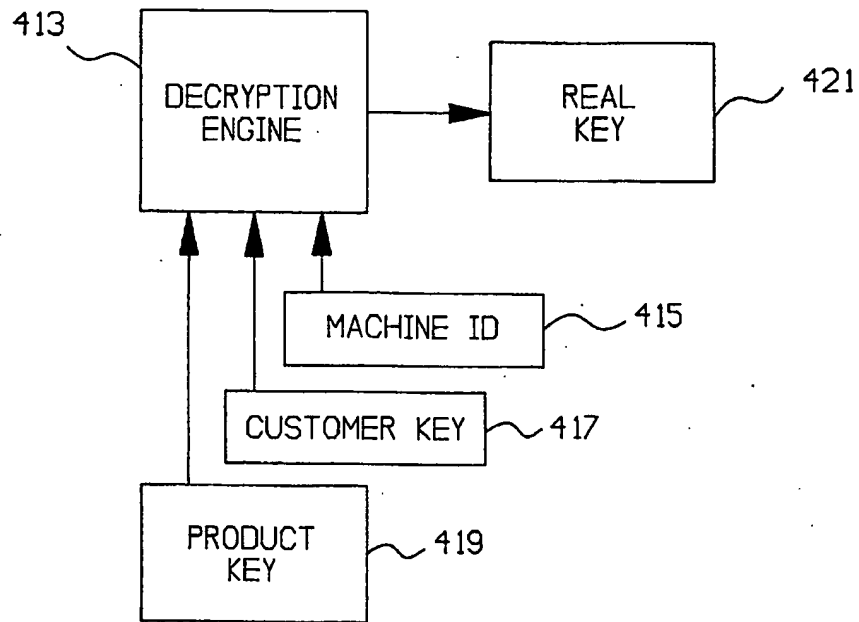 413
DECRYPTION
ENGINE
REAL
KEY
421
MACHINE ID
415
CUSTOMER KEY
417
PRODUCT
KEY
419